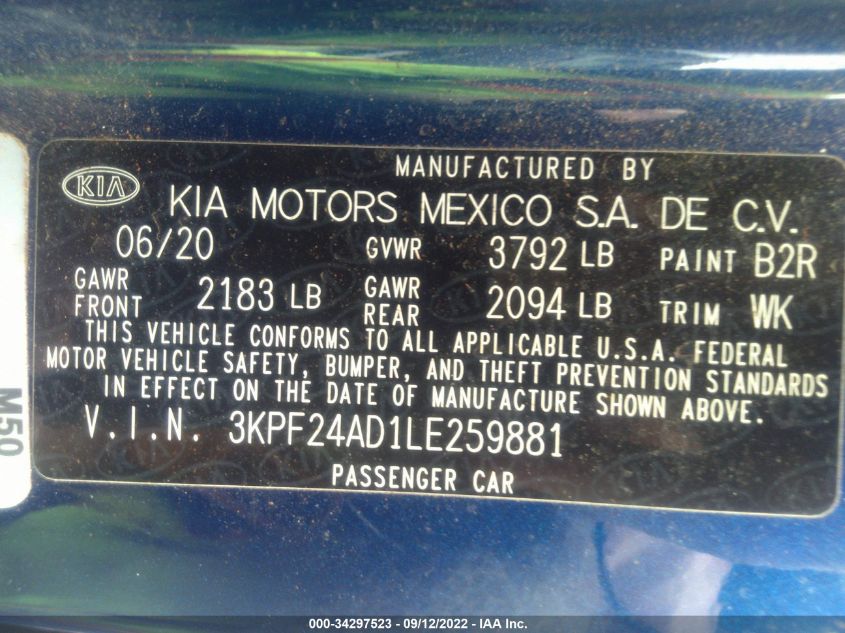 MANUFACTURED BY
KIA KIA MOTORS MEXICO S.A. DE C.V.
06/20 GVWR 3792 LB PAINT B2R
GAWR FRONT 2183 LB GAWR REAR 2094 LB TRIM WK
THIS VEHICLE CONFORMS TO ALL APPLICABLE U.S.A. FEDERAL
MOTOR VEHICLE SAFETY, BUMPER, AND THEFT PREVENTION STANDARDS
IN EFFECT ON THE DATE OF MANUFACTURE SHOWN ABOVE.
V.I.N. 3KPF24AD1LE259881
PASSENGER CAR
M50
000-34297523 - 09/12/2022 - IAA Inc.